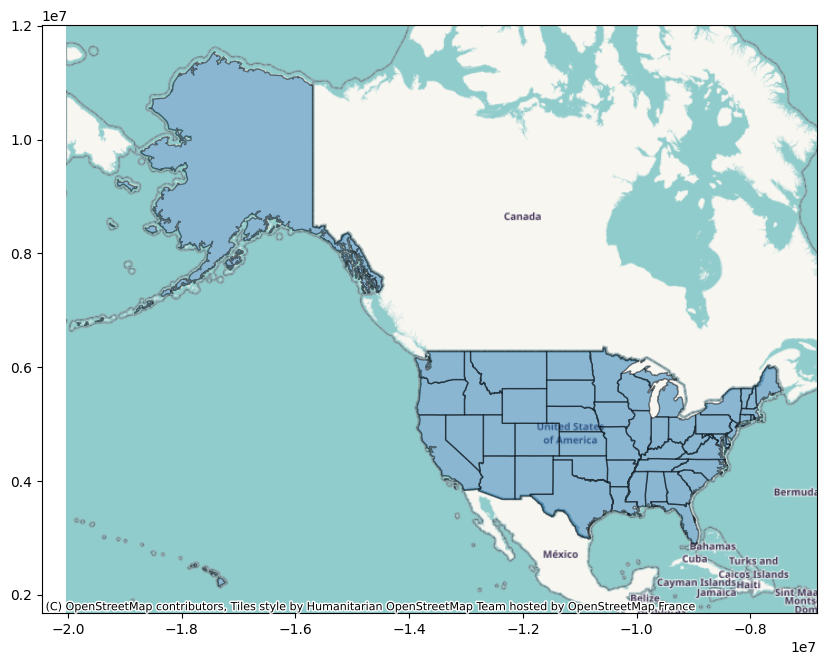 1e7
1.2
1.0
0.8
0.6
0.4
0.2
Canada
United States
of America
Bermuda
México
Bahamas
Cuba
Turks and
Caicos Islands
Cayman Islands
Haiti
Jamaica
Belize
Sint Maa
Monts
Dom
(C) OpenStreetMap contributors, Tiles style by Humanitarian OpenStreetMap Team hosted by OpenStreetMap France
−2.0 −1.8 −1.6 −1.4 −1.2 −1.0 −0.8
1e7